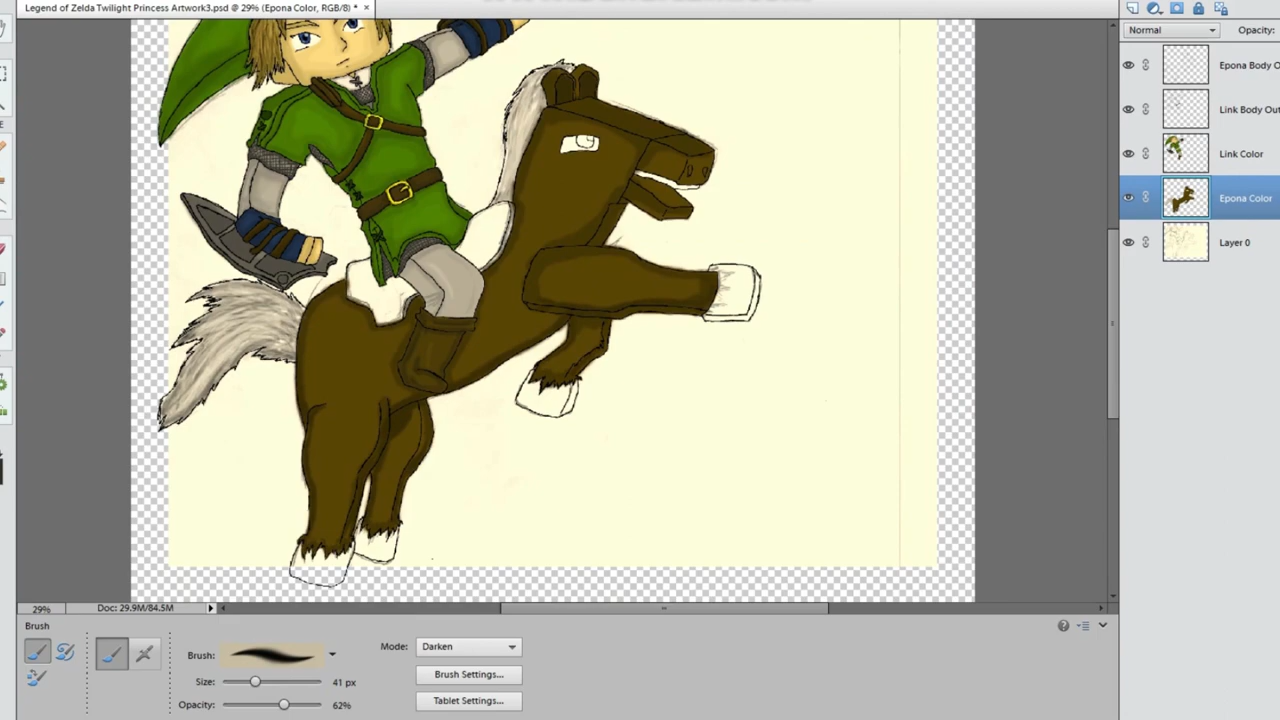 Legend of Zelda Twilight Princess Artwork3.psd @ 29% (Epona Color, RGB/8) * ×
Normal
Opacity:
Epona Body O
Link Body Out
Link Color
Epona Color
Layer 0
29%
Doc: 29.9M/84.5M
Brush
Brush:
Size:
41 px
Opacity:
62%
Mode:
Darken
Brush Settings...
Tablet Settings...